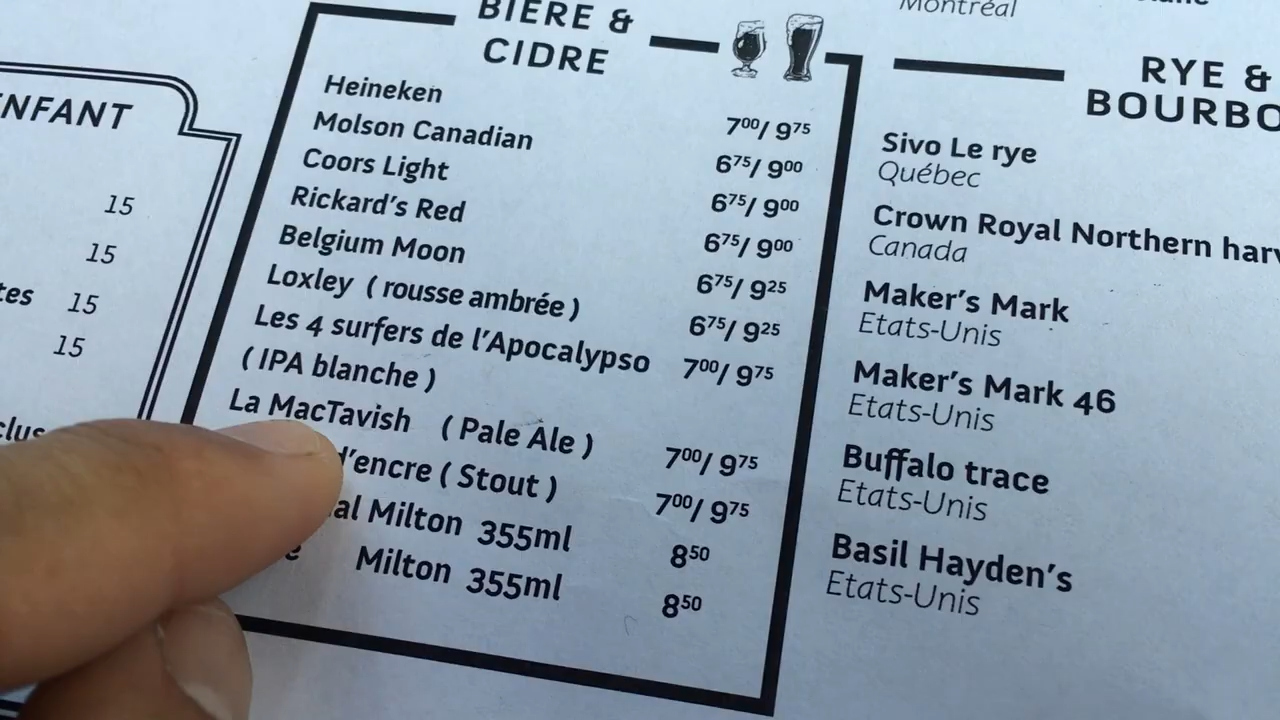 15
15
15
15
BIÈRE &
CIDRE
Heineken 7⁰⁰/ 9⁷⁵
Molson Canadian 6⁷⁵/ 9⁰⁰
Coors Light 6⁷⁵/ 9⁰⁰
Rickard's Red 6⁷⁵/ 9⁰⁰
Belgium Moon 6⁷⁵/ 9²⁵
Loxley ( rousse ambrée ) 6⁷⁵/ 9²⁵
Les 4 surfers de l'Apocalypso 7⁰⁰/ 9⁷⁵
( IPA blanche )
La MacTavish ( Pale Ale ) 7⁰⁰/ 9⁷⁵
d'encre ( Stout ) 7⁰⁰/ 9⁷⁵
Milton 355ml 8⁵⁰
Milton 355ml 8⁵⁰
Montréal
RYE &
Sivo Le rye
Québec
Crown Royal Northern
Canada
Maker's Mark
Etats-Unis
Maker's Mark 46
Etats-Unis
Buffalo trace
Etats-Unis
Basil Hayden's
Etats-Unis